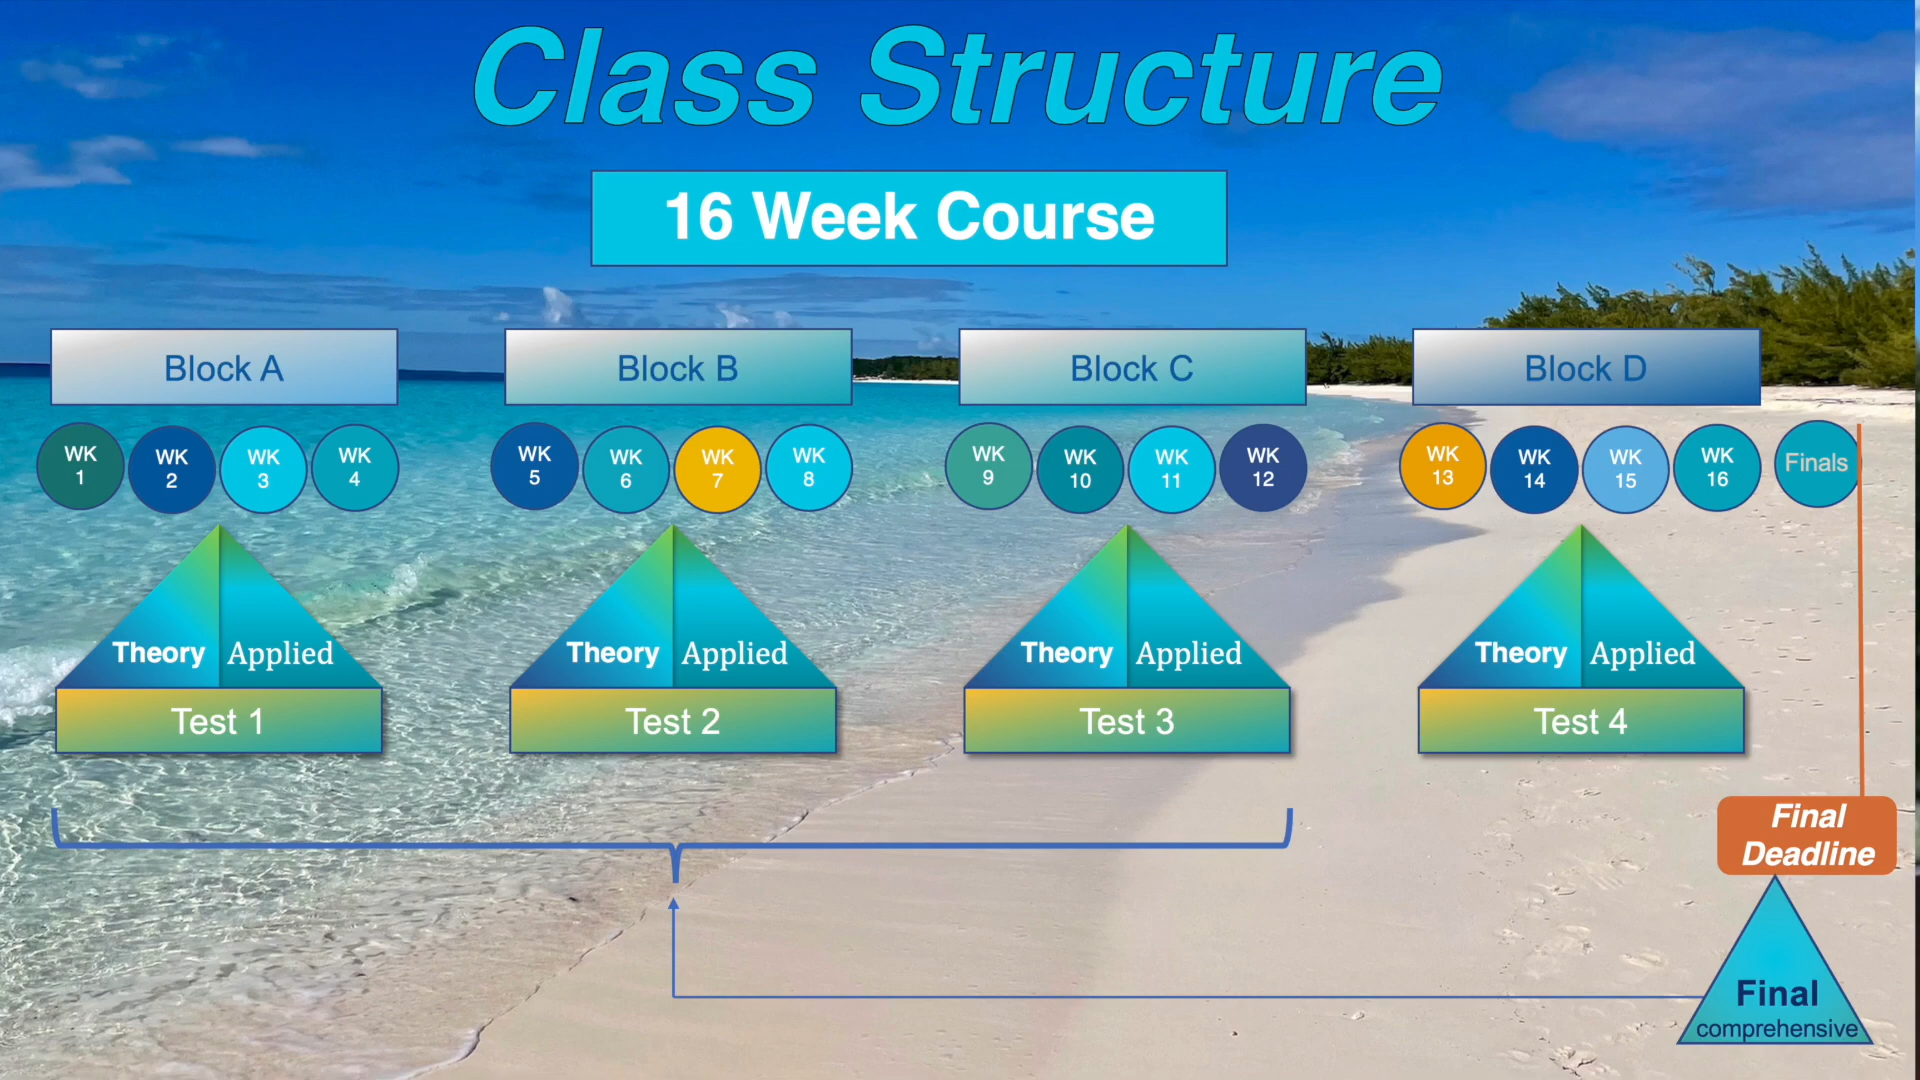 Class Structure
16 Week Course
Block A
Block B
Block C
Block D
WK
1
WK
2
WK
3
WK
4
WK
5
WK
6
WK
7
WK
8
WK
9
WK
10
WK
11
WK
12
WK
13
WK
14
WK
15
WK
16
Finals
Theory Applied
Test 1
Theory Applied
Test 2
Theory Applied
Test 3
Theory Applied
Test 4
Final
Deadline
Final
comprehensive